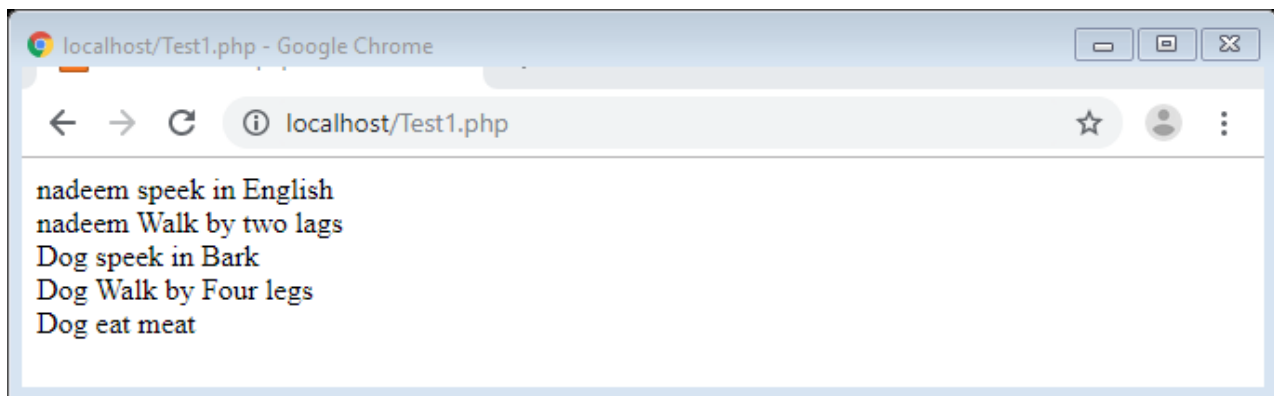 localhost/Test1.php - Google Chrome
localhost/Test1.php
nadeem speek in English
nadeem Walk by two lags
Dog speek in Bark
Dog Walk by Four legs
Dog eat meat